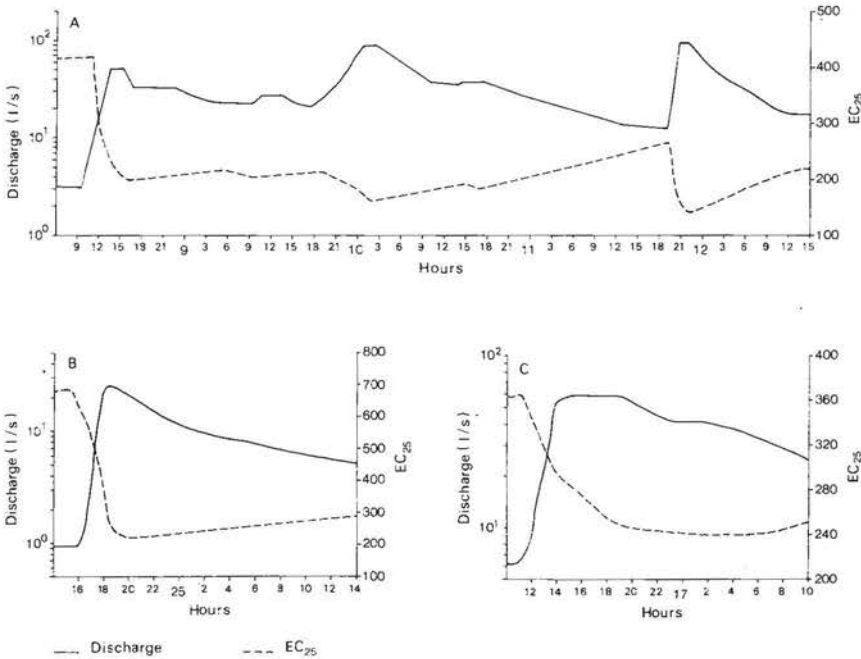 A
Discharge (l/s)
10² 10¹ 10⁰
500 400 300 200 100
EC₂₅
9 12 15 18 21 9 3 6 9 12 15 18 21 10 3 6 9 12 15 18 21 11 3 6 9 12 15 18 21 12 3 6 9 12 15
Hours
B
Discharge (l/s)
10¹ 10⁰
800 700 600 500 400 300 200 100
EC₂₅
16 18 20 22 25 2 4 6 8 10 12 14
Hours
C
Discharge (l/s)
10² 10¹
400 360 320 280 240 200
EC₂₅
12 14 16 18 20 22 17 2 4 6 8 10
Hours
Discharge
EC₂₅